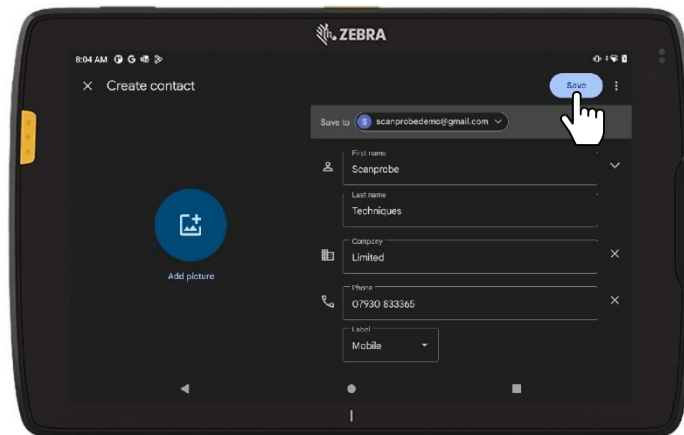 ZEBRA
8:04 AM
Create contact
Save
Save to S scanprobedemo@gmail.com
First name
Scanprobe
Last name
Techniques
Company
Limited
Add picture
Phone
07930 833365
Label
Mobile